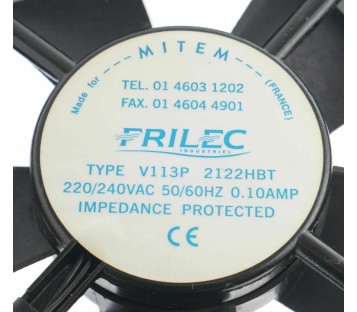 Made for --- MITEM --- (FRANCE)
TEL. 01 4603 1202
FAX. 01 4604 4901
FRILEC
INDUSTRIES
TYPE V113P 2122HBT
220/240VAC 50/60HZ 0.10AMP
IMPEDANCE PROTECTED
CE